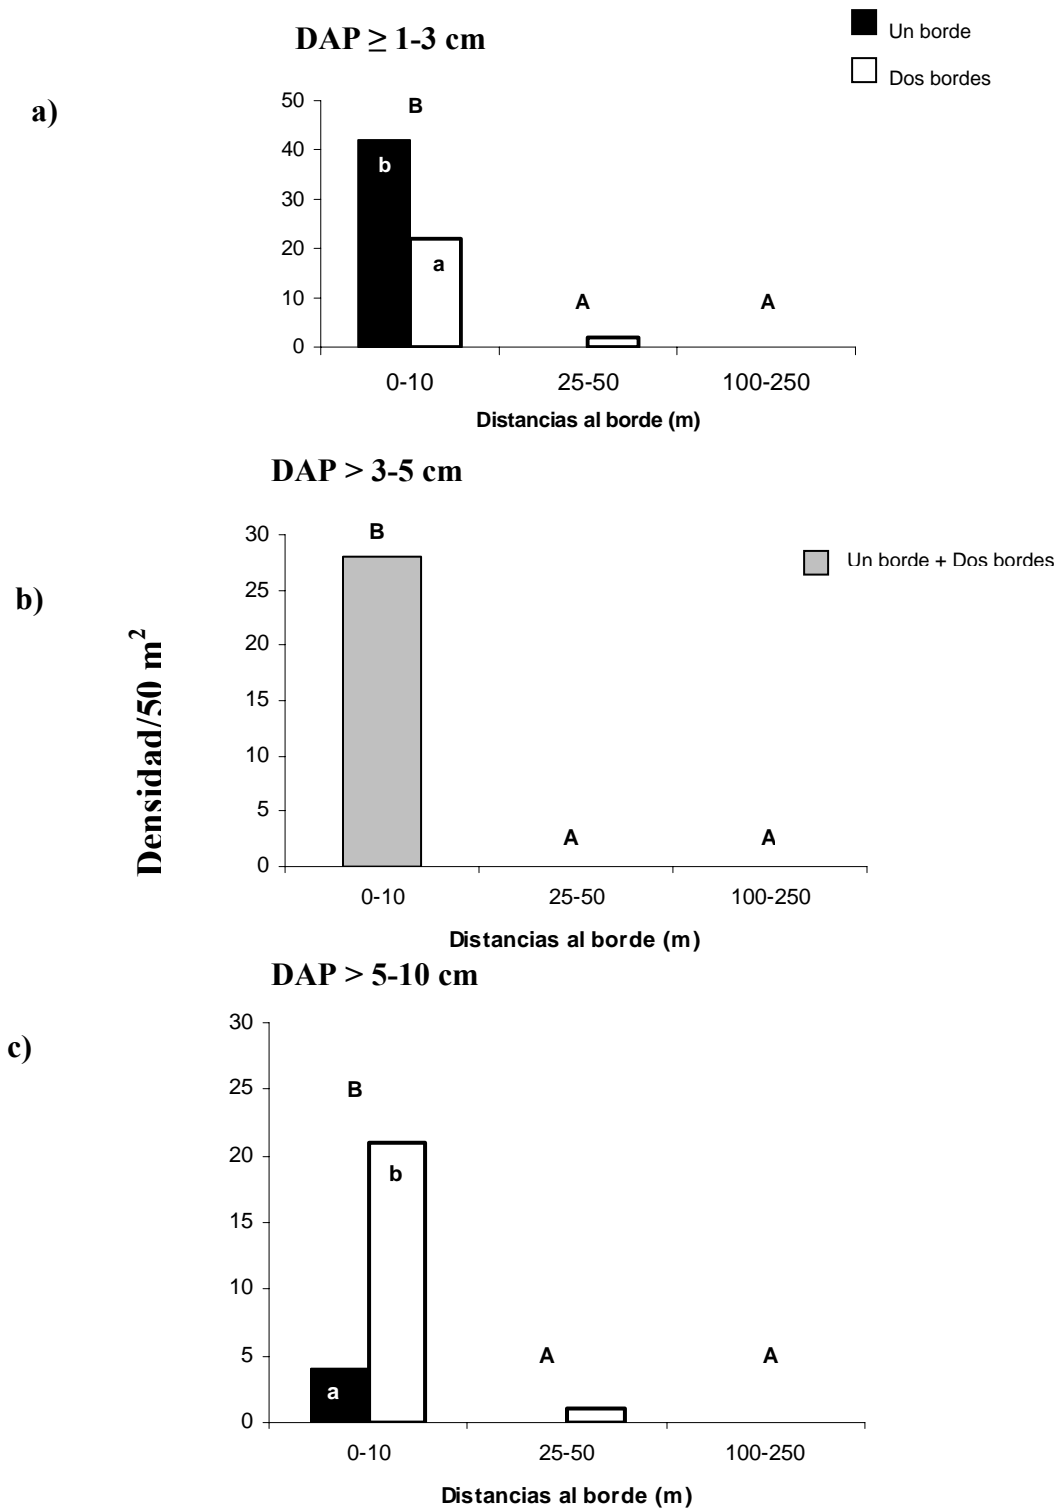 DAP ≥ 1-3 cm
Un borde
Dos bordes
a)
50
40
30
20
10
0
B
b
a
A
A
0-10
25-50
100-250
Distancias al borde (m)
DAP > 3-5 cm
Un borde + Dos bordes
b)
Densidad/50 m²
30
25
20
15
10
5
0
B
A
A
0-10
25-50
100-250
Distancias al borde (m)
DAP > 5-10 cm
c)
30
25
20
15
10
5
0
B
a
b
A
A
0-10
25-50
100-250
Distancias al borde (m)